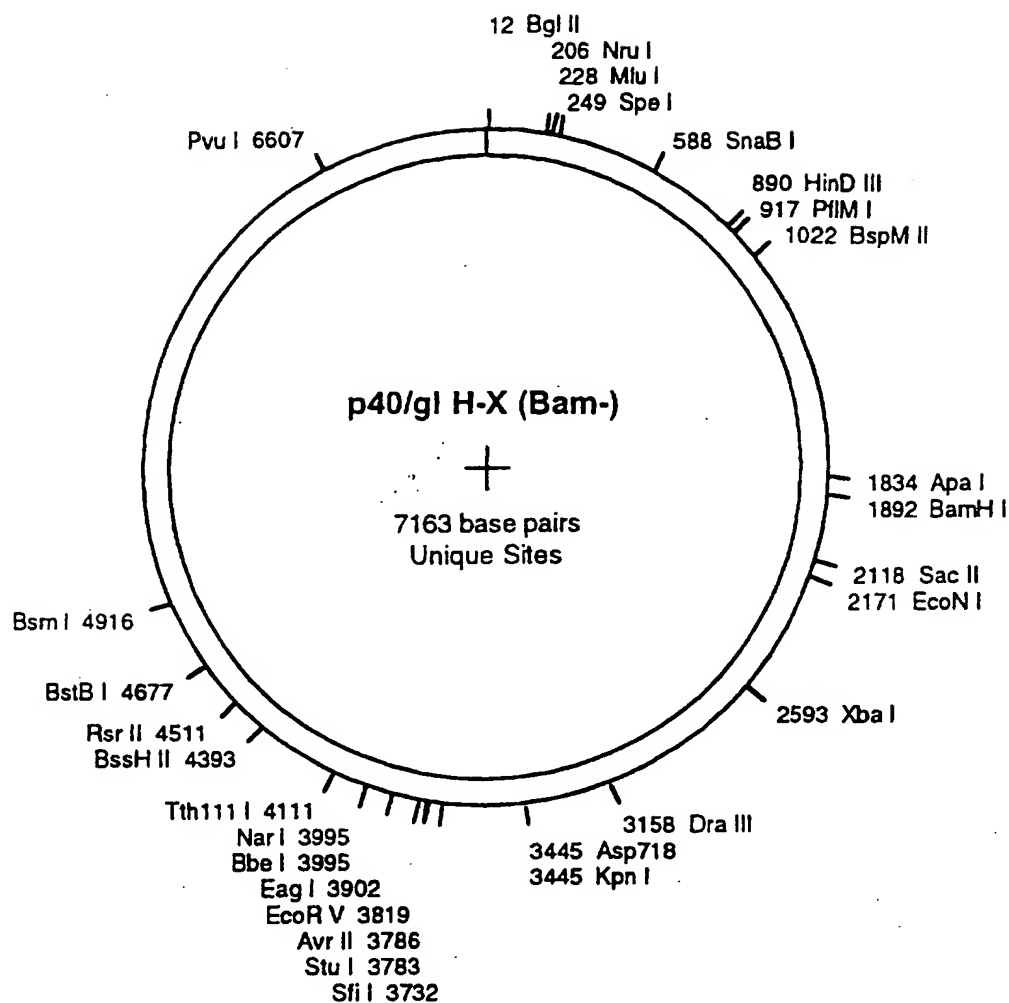 12 Bgl II
206 Nru I
228 Mlu I
249 Spe I
588 SnaB I
890 HinD III
917 PflM I
1022 BspM II
p40/gI H-X (Bam-)
7163 base pairs
Unique Sites
1834 Apa I
1892 BamH I
2118 Sac II
2171 EcoN I
2593 Xba I
3158 Dra III
3445 Asp718
3445 Kpn I
Sfi I 3732
Stu I 3783
Avr II 3786
EcoR V 3819
Eag I 3902
Bbe I 3995
Nar I 3995
Tth111 I 4111
BssH II 4393
Rsr II 4511
BstB I 4677
Bsm I 4916
Pvu I 6607